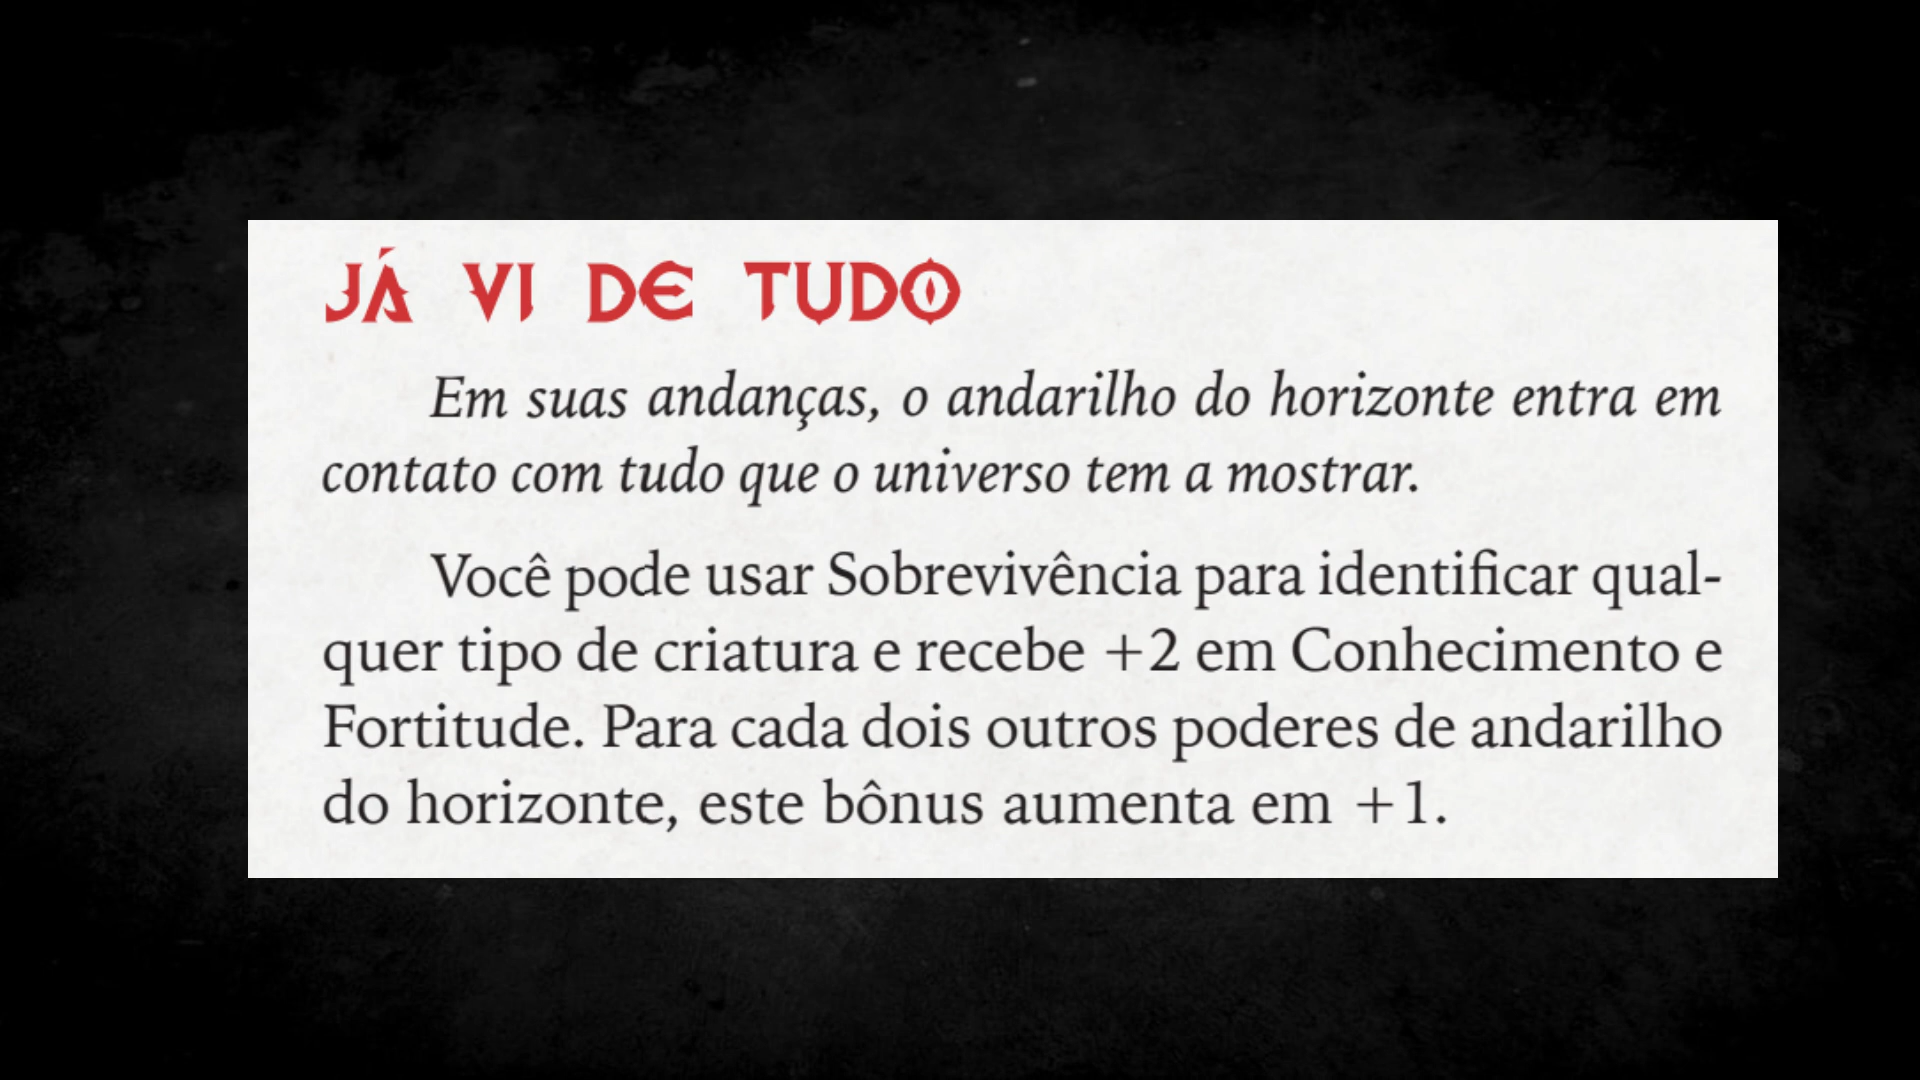 JÁ VI DE TUDO
Em suas andanças, o andarilho do horizonte entra em
contato com tudo que o universo tem a mostrar.
Você pode usar Sobrevivência para identificar qual-
quer tipo de criatura e recebe +2 em Conhecimento e
Fortitude. Para cada dois outros poderes de andarilho
do horizonte, este bônus aumenta em +1.